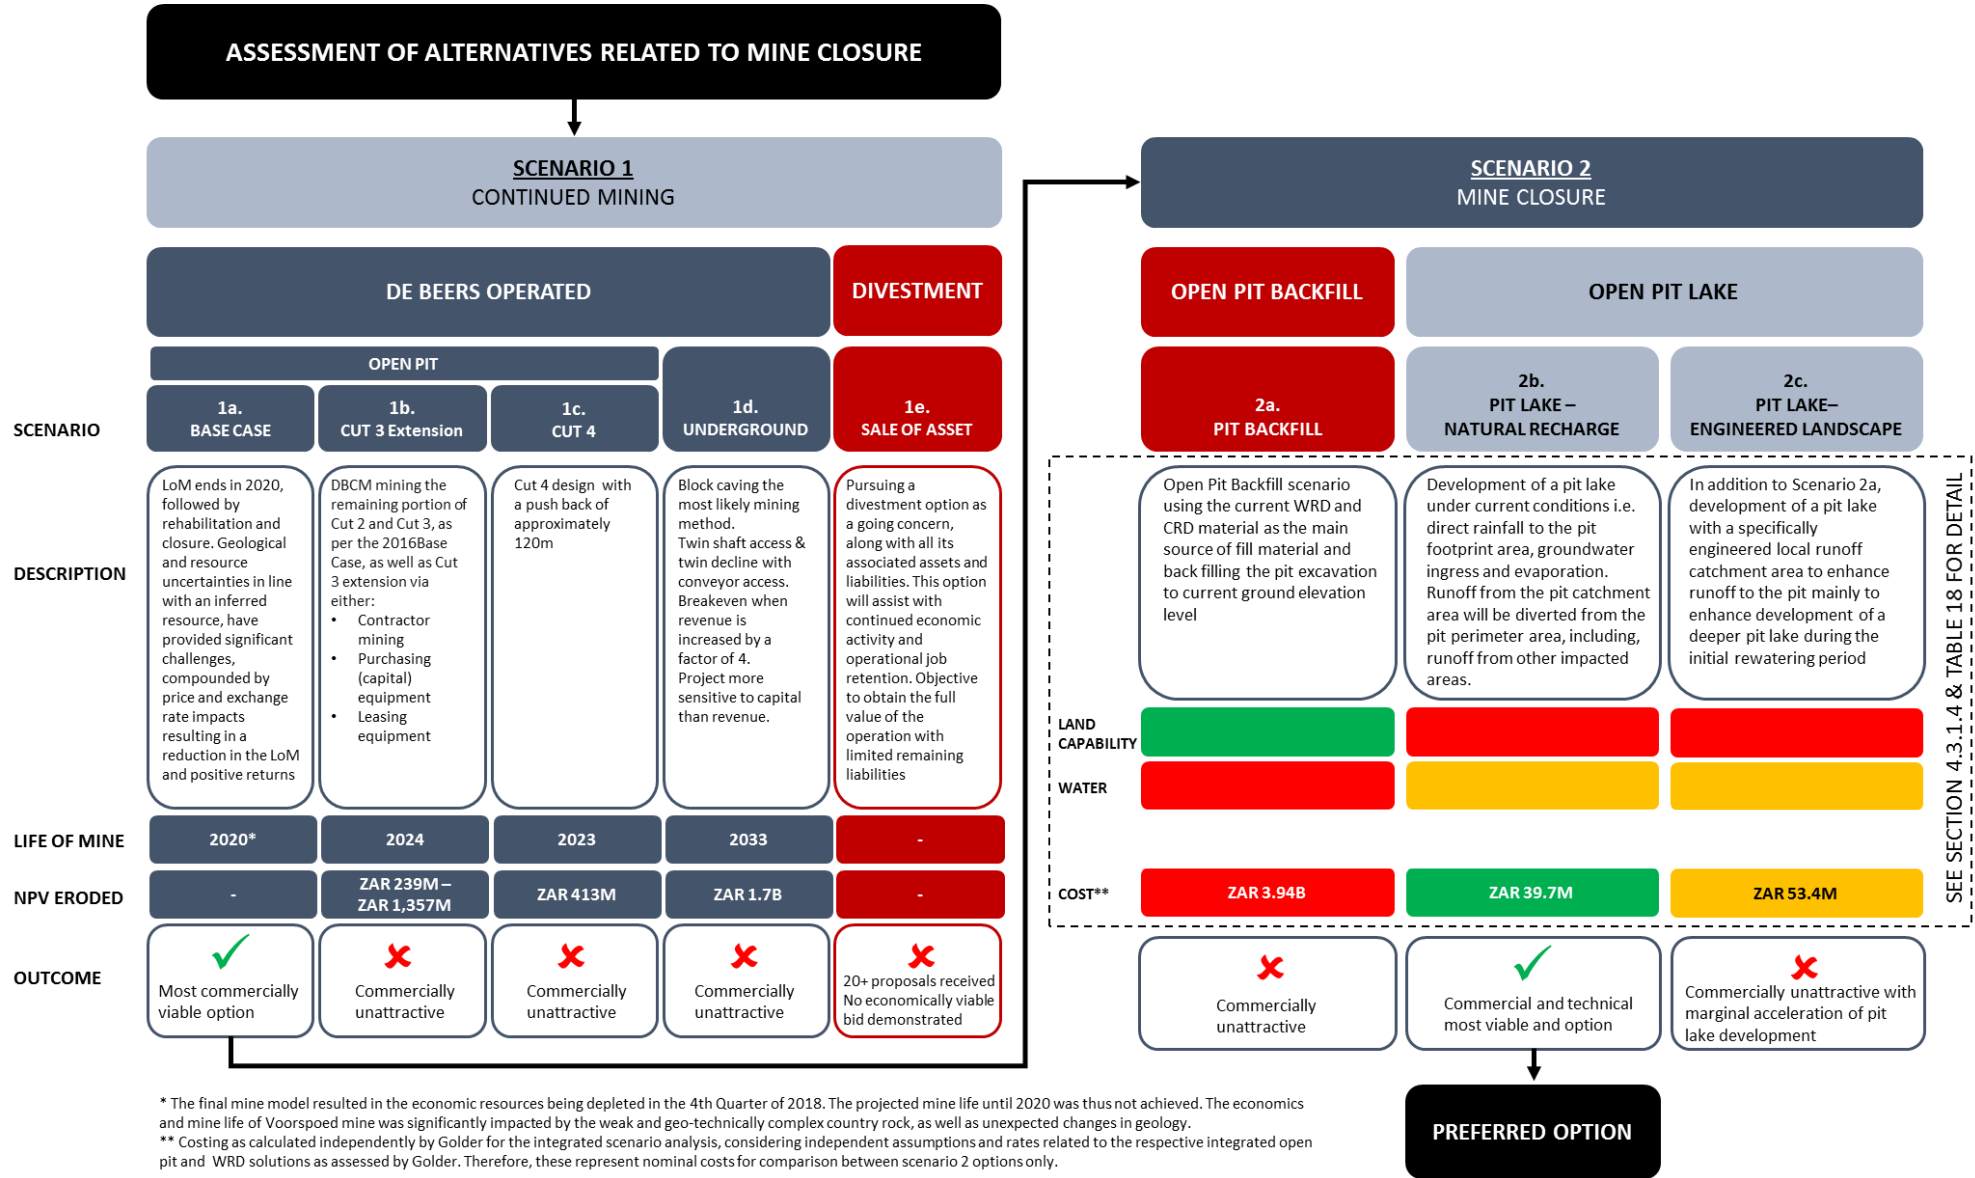 ASSESSMENT OF ALTERNATIVES RELATED TO MINE CLOSURE
SCENARIO 1
CONTINUED MINING
DE BEERS OPERATED
DIVESTMENT
OPEN PIT
SCENARIO
1a.
BASE CASE
1b.
CUT 3 Extension
1c.
CUT 4
1d.
UNDERGROUND
1e.
SALE OF ASSET
DESCRIPTION
LoM ends in 2020,
followed by
rehabilitation and
closure. Geological
and resource
uncertainties in line
with an inferred
resource, have
provided significant
challenges,
compounded by
price and exchange
rate impacts
resulting in a
reduction in the LoM
and positive returns
DBCM mining the
remaining portion of
Cut 2 and Cut 3, as
per the 2016Base
Case, as well as Cut
3 extension via
either:
• Contractor
mining
• Purchasing
(capital)
equipment
• Leasing
equipment
Cut 4 design with
a push back of
approximately
120m
Block caving the
most likely mining
method.
Twin shaft access &
twin decline with
conveyor access.
Breakeven when
revenue is
increased by a
factor of 4.
Project more
sensitive to capital
than revenue.
Pursuing a
divestment option as
a going concern,
along with all its
associated assets and
liabilities. This option
will assist with
continued economic
activity and
operational job
retention. Objective
to obtain the full
value of the
operation with
limited remaining
liabilities
LIFE OF MINE
2020*
2024
2023
2033
-
NPV ERODED
-
ZAR 239M –
ZAR 1,357M
ZAR 413M
ZAR 1.7B
-
OUTCOME
Most commercially
viable option
Commercially
unattractive
Commercially
unattractive
Commercially
unattractive
20+ proposals received
No economically viable
bid demonstrated
SCENARIO 2
MINE CLOSURE
OPEN PIT BACKFILL
OPEN PIT LAKE
2a.
PIT BACKFILL
2b.
PIT LAKE –
NATURAL RECHARGE
2c.
PIT LAKE–
ENGINEERED LANDSCAPE
Open Pit Backfill scenario
using the current WRD and
CRD material as the main
source of fill material and
back filling the pit excavation
to current ground elevation
level
Development of a pit lake
under current conditions i.e.
direct rainfall to the pit
footprint area, groundwater
ingress and evaporation.
Runoff from the pit catchment
area will be diverted from the
pit perimeter area, including,
runoff from other impacted
areas.
In addition to Scenario 2a,
development of a pit lake
with a specifically
engineered local runoff
catchment area to enhance
runoff to the pit mainly to
enhance development of a
deeper pit lake during the
initial rewatering period
LAND
CAPABILITY
WATER
COST**
ZAR 3.94B
ZAR 39.7M
ZAR 53.4M
SEE SECTION 4.3.1.4 & TABLE 18 FOR DETAIL
Commercially
unattractive
Commercial and technical
most viable and option
Commercially unattractive with
marginal acceleration of pit
lake development
PREFERRED OPTION
* The final mine model resulted in the economic resources being depleted in the 4th Quarter of 2018. The projected mine life until 2020 was thus not achieved. The economics
and mine life of Voorspoed mine was significantly impacted by the weak and geo-technically complex country rock, as well as unexpected changes in geology.
** Costing as calculated independently by Golder for the integrated scenario analysis, considering independent assumptions and rates related to the respective integrated open
pit and WRD solutions as assessed by Golder. Therefore, these represent nominal costs for comparison between scenario 2 options only.